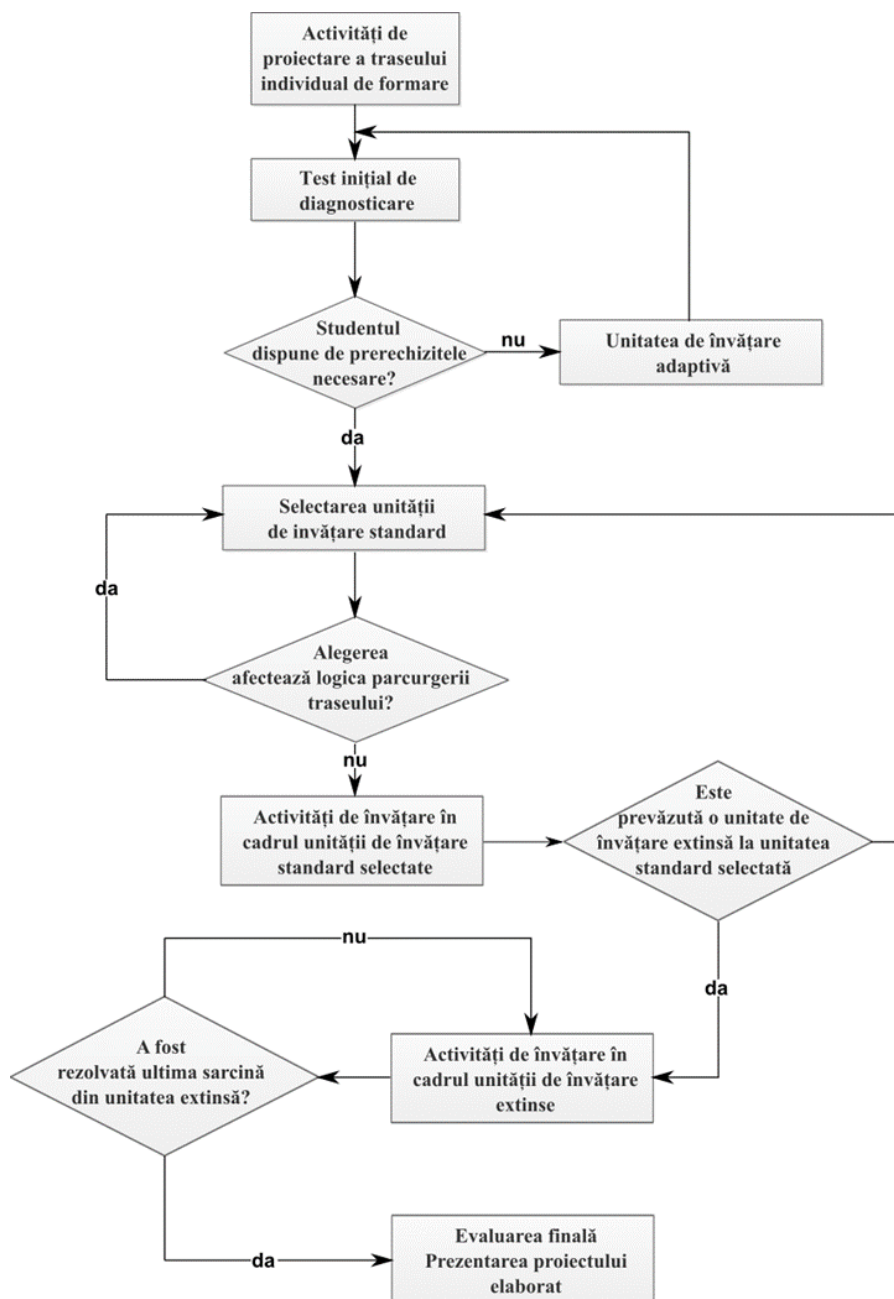 Activități de
proiectare a traseului
individual de formare
Test inițial de
diagnosticare
Studentul
dispune de prerechizitele
necesare?
nu
Unitatea de învățare
adaptivă
da
Selectarea unității
de invățare standard
da
Alegerea
afectează logica parcurgerii
traseului?
nu
Activități de învățare în
cadrul unității de învățare
standard selectate
Este
prevăzută o unitate de
învățare extinsă la unitatea
standard selectată
da
nu
A fost
rezolvată ultima sarcină
din unitatea extinsă?
Activități de învățare în
cadrul unității de învățare
extinse
da
Evaluarea finală
Prezentarea proiectului
elaborat